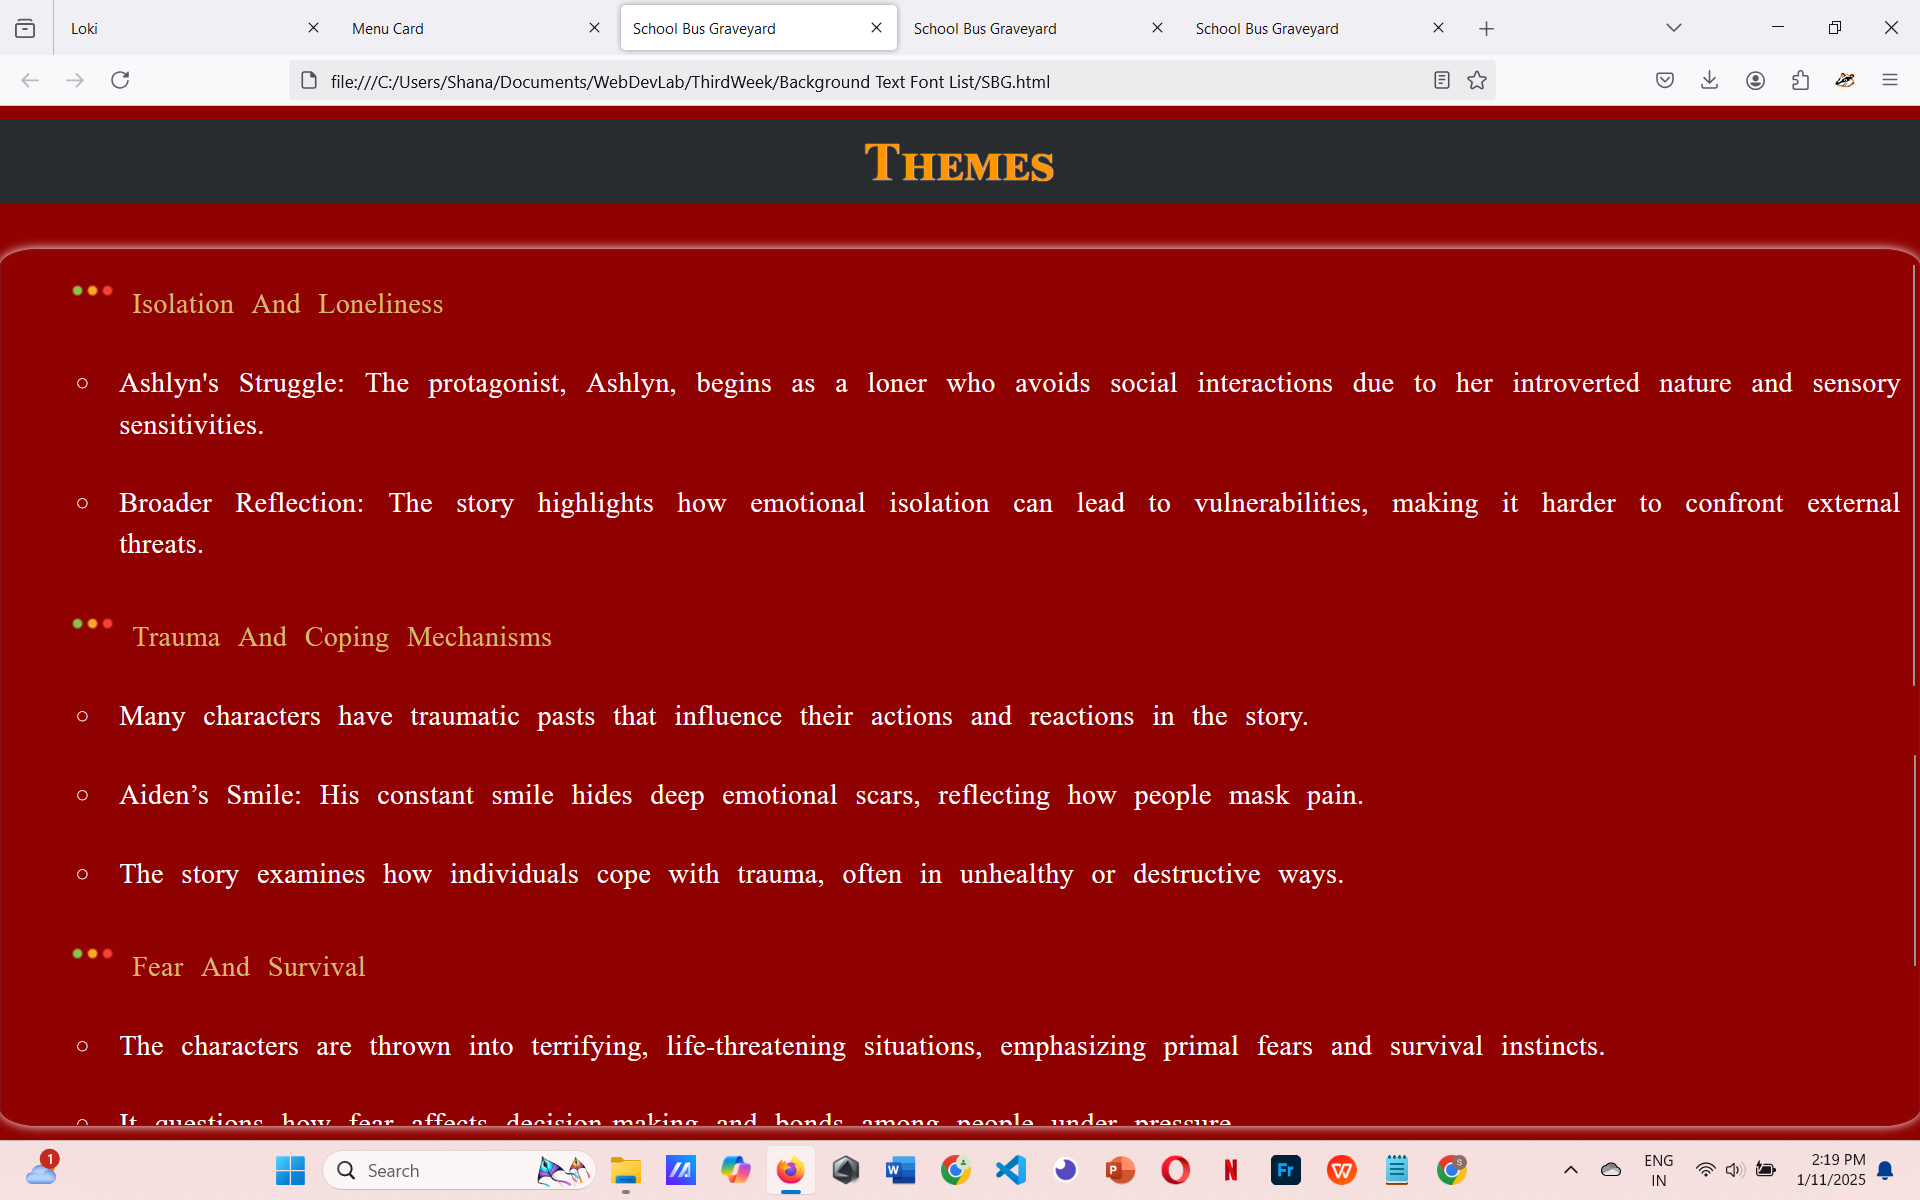 Loki
Menu Card
School Bus Graveyard
School Bus Graveyard
School Bus Graveyard
file:///C:/Users/Shana/Documents/WebDevLab/ThirdWeek/Background Text Font List/SBG.html
Themes
Isolation And Loneliness
Ashlyn's Struggle: The protagonist, Ashlyn, begins as a loner who avoids social interactions due to her introverted nature and sensory
sensitivities.
Broader Reflection: The story highlights how emotional isolation can lead to vulnerabilities, making it harder to confront external
threats.
Trauma And Coping Mechanisms
Many characters have traumatic pasts that influence their actions and reactions in the story.
Aiden’s Smile: His constant smile hides deep emotional scars, reflecting how people mask pain.
The story examines how individuals cope with trauma, often in unhealthy or destructive ways.
Fear And Survival
The characters are thrown into terrifying, life-threatening situations, emphasizing primal fears and survival instincts.
It questions how fear affects decision-making and bonds among people under pressure.
1
Search
W
P
N
Fr
W
S
ENG
IN
2:19 PM
1/11/2025